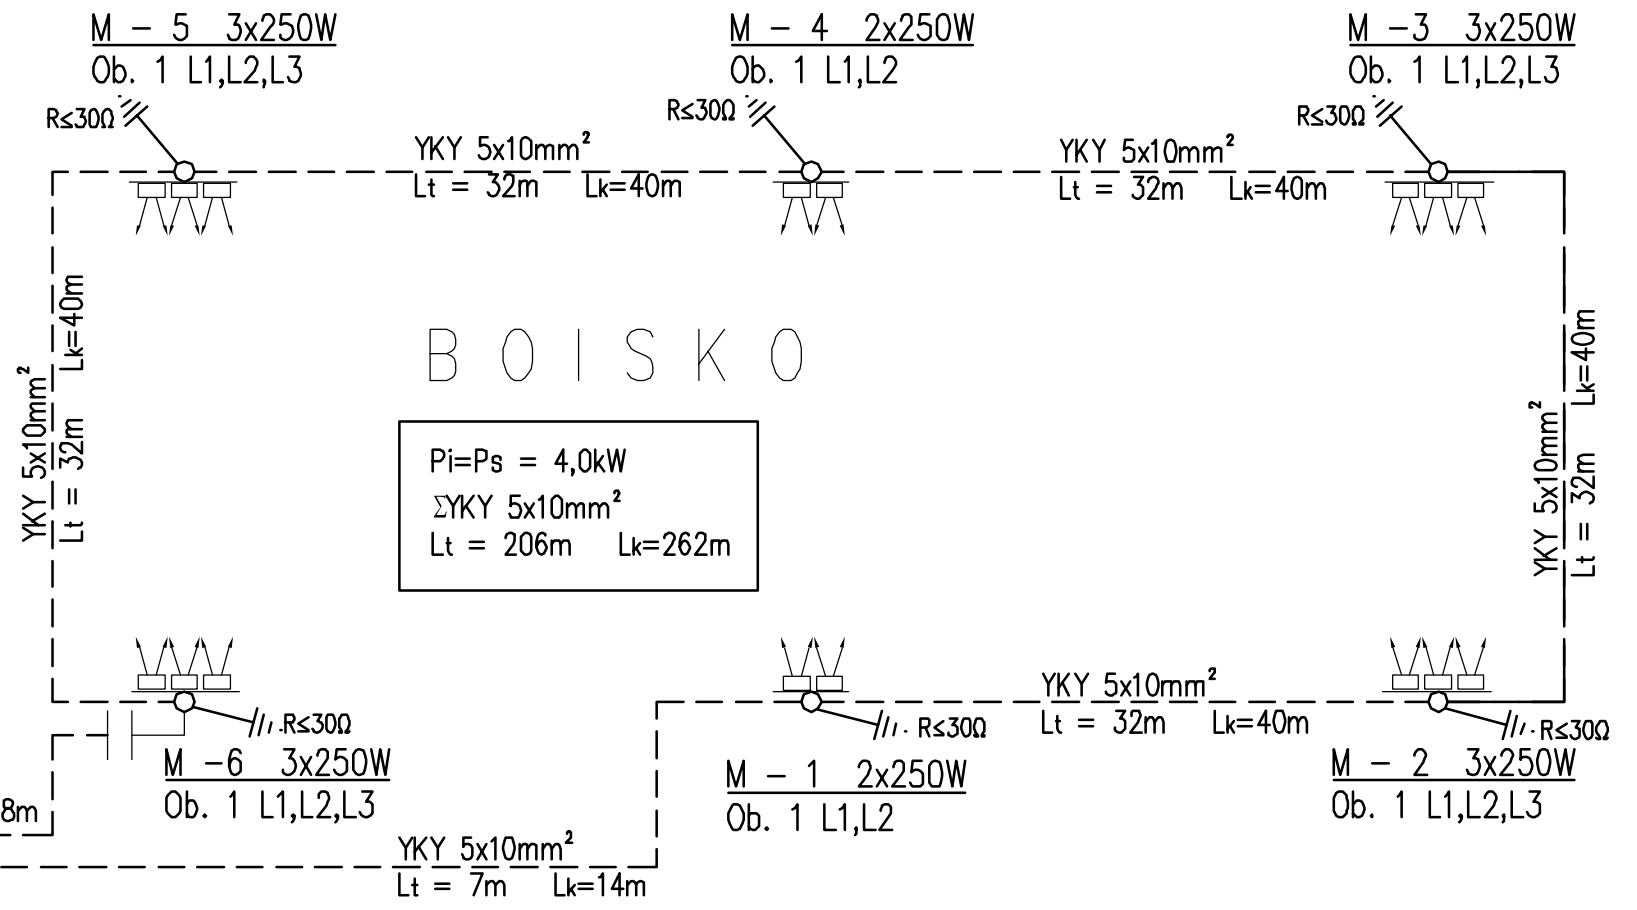 M - 5 3x250W
Ob. 1 L1,L2,L3
R≤30Ω
M - 4 2x250W
Ob. 1 L1,L2
R≤30Ω
M -3 3x250W
Ob. 1 L1,L2,L3
R≤30Ω
YKY 5x10mm²
Lt = 32m Lk=40m
YKY 5x10mm²
Lt = 32m Lk=40m
YKY 5x10mm²
Lt = 32m Lk=40m
BOISKO
Pi=Ps = 4,0kW
ΣYKY 5x10mm²
Lt = 206m Lk=262m
YKY 5x10mm²
Lt = 32m Lk=40m
R≤30Ω
M -6 3x250W
Ob. 1 L1,L2,L3
R≤30Ω
M - 1 2x250W
Ob. 1 L1,L2
YKY 5x10mm²
Lt = 32m Lk=40m
R≤30Ω
M - 2 3x250W
Ob. 1 L1,L2,L3
8m
YKY 5x10mm²
Lt = 7m Lk=14m